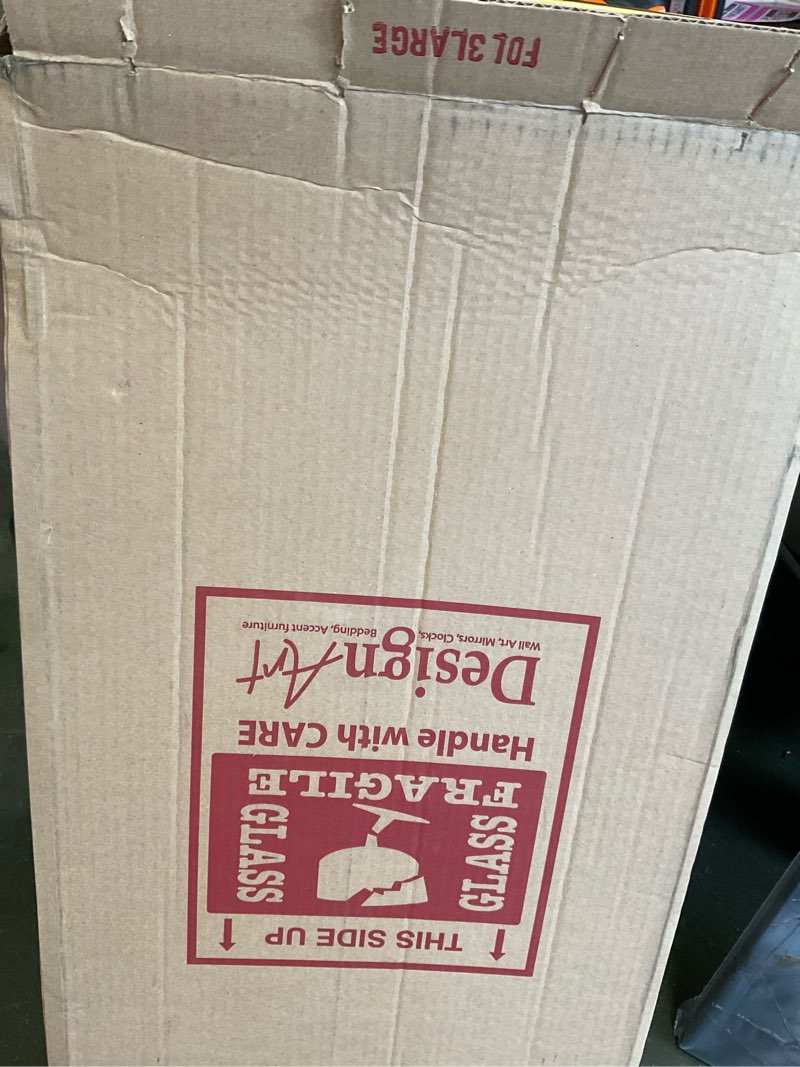 THIS SIDE UP
GLASS
GLASS
FRAGILE
Handle with CARE
DesignArt
Wall Art, Mirrors, Clocks, Bedding, Accent furniture
FOL 3LARGE